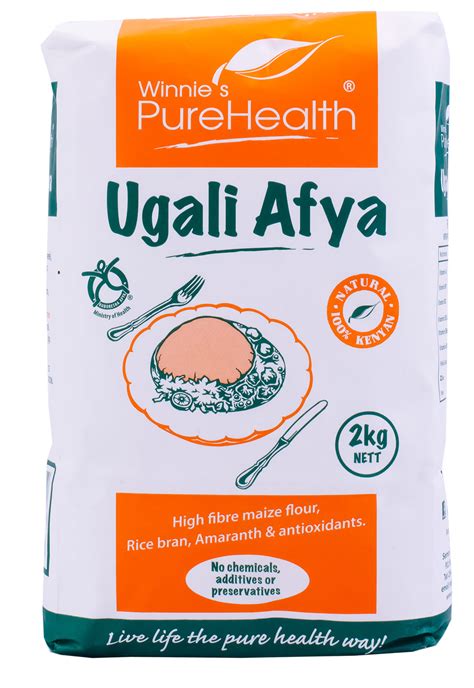 Winnie's
PureHealth®
Ugali Afya
Ministry of Health
NATURAL
100% KENYAN
2kg
NETT
High fibre maize flour,
Rice bran, Amaranth & antioxidants.
No chemicals,
additives or
preservatives
Live life the pure health way!